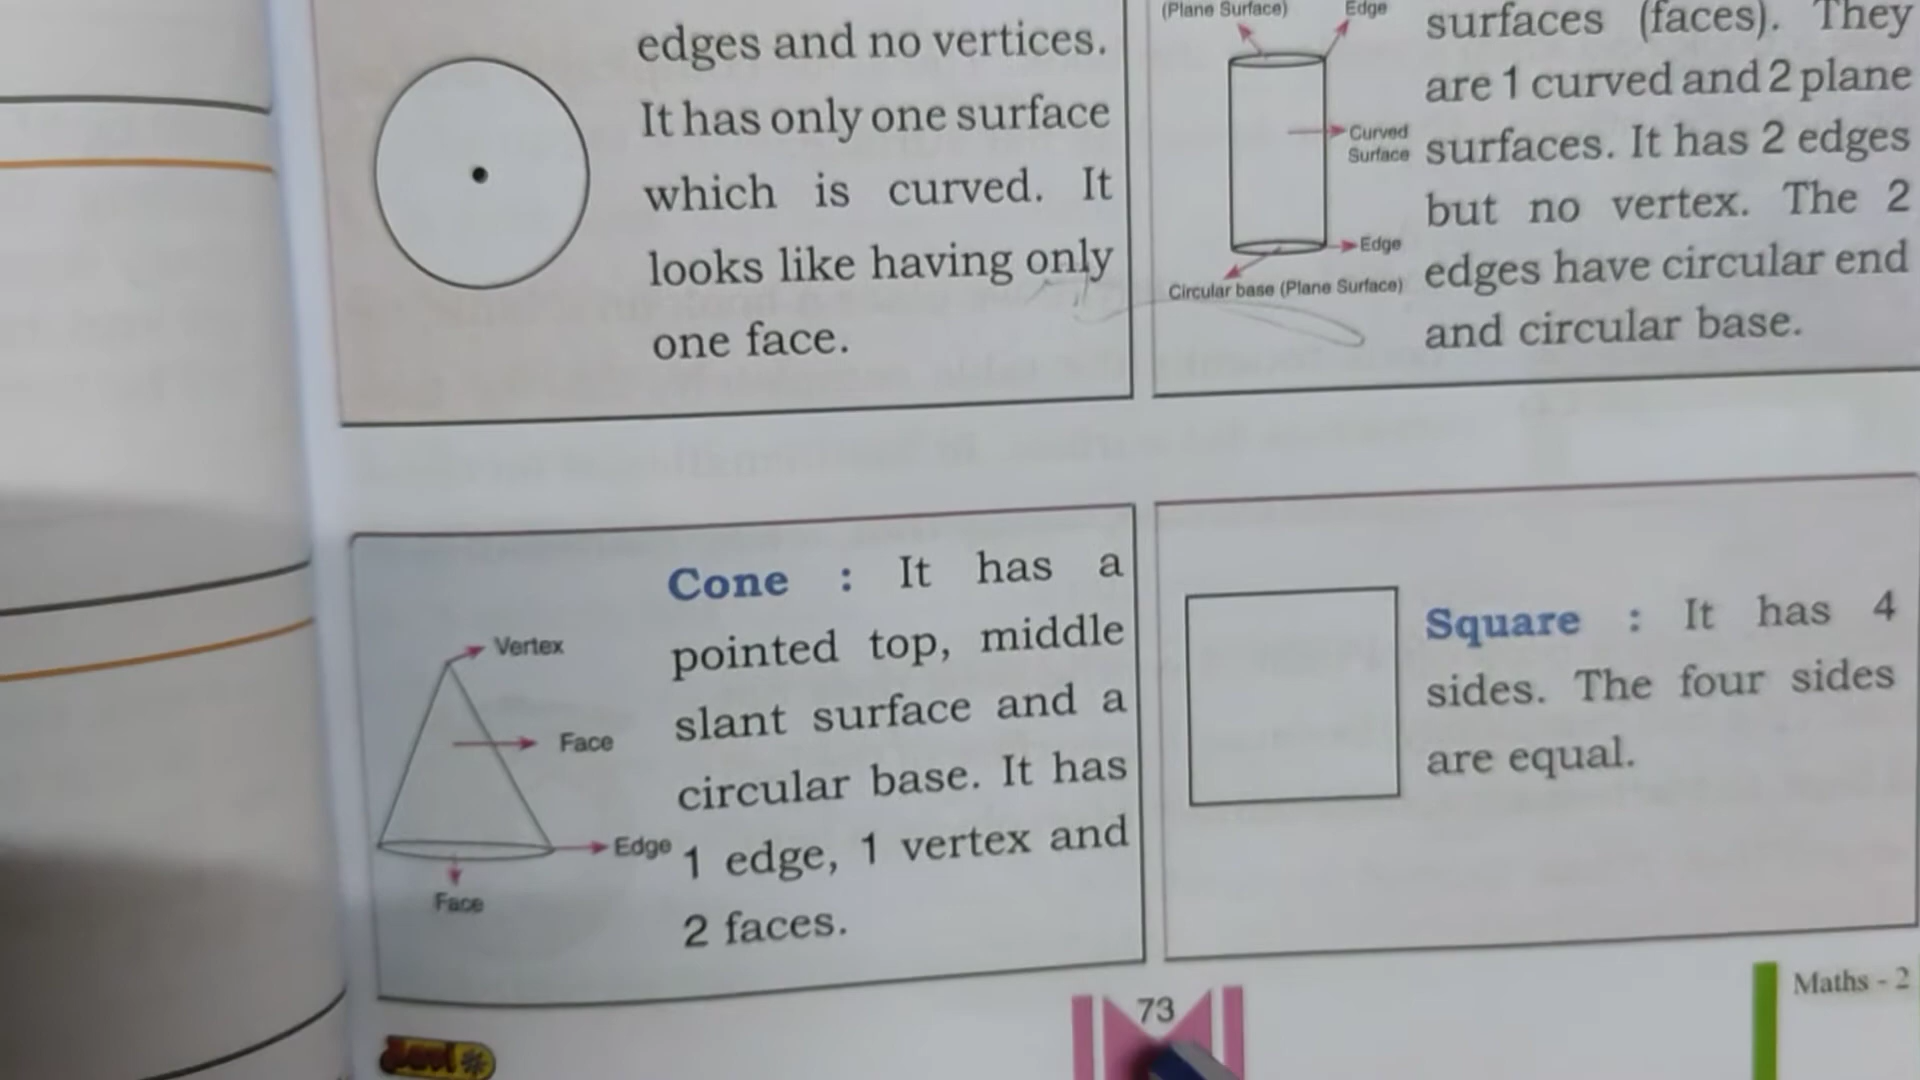 edges and no vertices.
It has only one surface
which is curved. It
looks like having only
one face.
(Plane Surface)
Edge
Curved
Surface
Edge
Circular base (Plane Surface)
surfaces (faces). They
are 1 curved and 2 plane
surfaces. It has 2 edges
but no vertex. The 2
edges have circular end
and circular base.
Vertex
Face
Edge
Face
Cone : It has a
pointed top, middle
slant surface and a
circular base. It has
1 edge, 1 vertex and
2 faces.
Square : It has 4
sides. The four sides
are equal.
73
Maths - 2